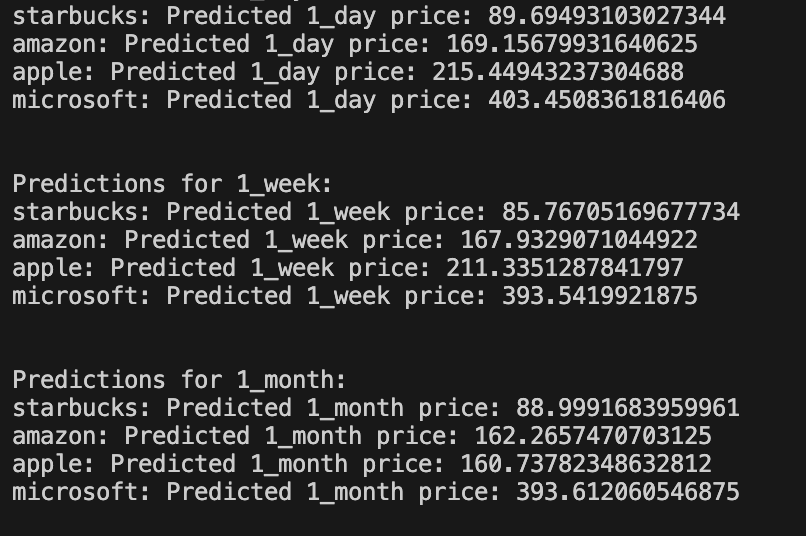 starbucks: Predicted 1_day price: 89.69493103027344
amazon: Predicted 1_day price: 169.15679931640625
apple: Predicted 1_day price: 215.44943237304688
microsoft: Predicted 1_day price: 403.4508361816406
Predictions for 1_week:
starbucks: Predicted 1_week price: 85.76705169677734
amazon: Predicted 1_week price: 167.9329071044922
apple: Predicted 1_week price: 211.3351287841797
microsoft: Predicted 1_week price: 393.5419921875
Predictions for 1_month:
starbucks: Predicted 1_month price: 88.9991683959961
amazon: Predicted 1_month price: 162.2657470703125
apple: Predicted 1_month price: 160.73782348632812
microsoft: Predicted 1_month price: 393.612060546875